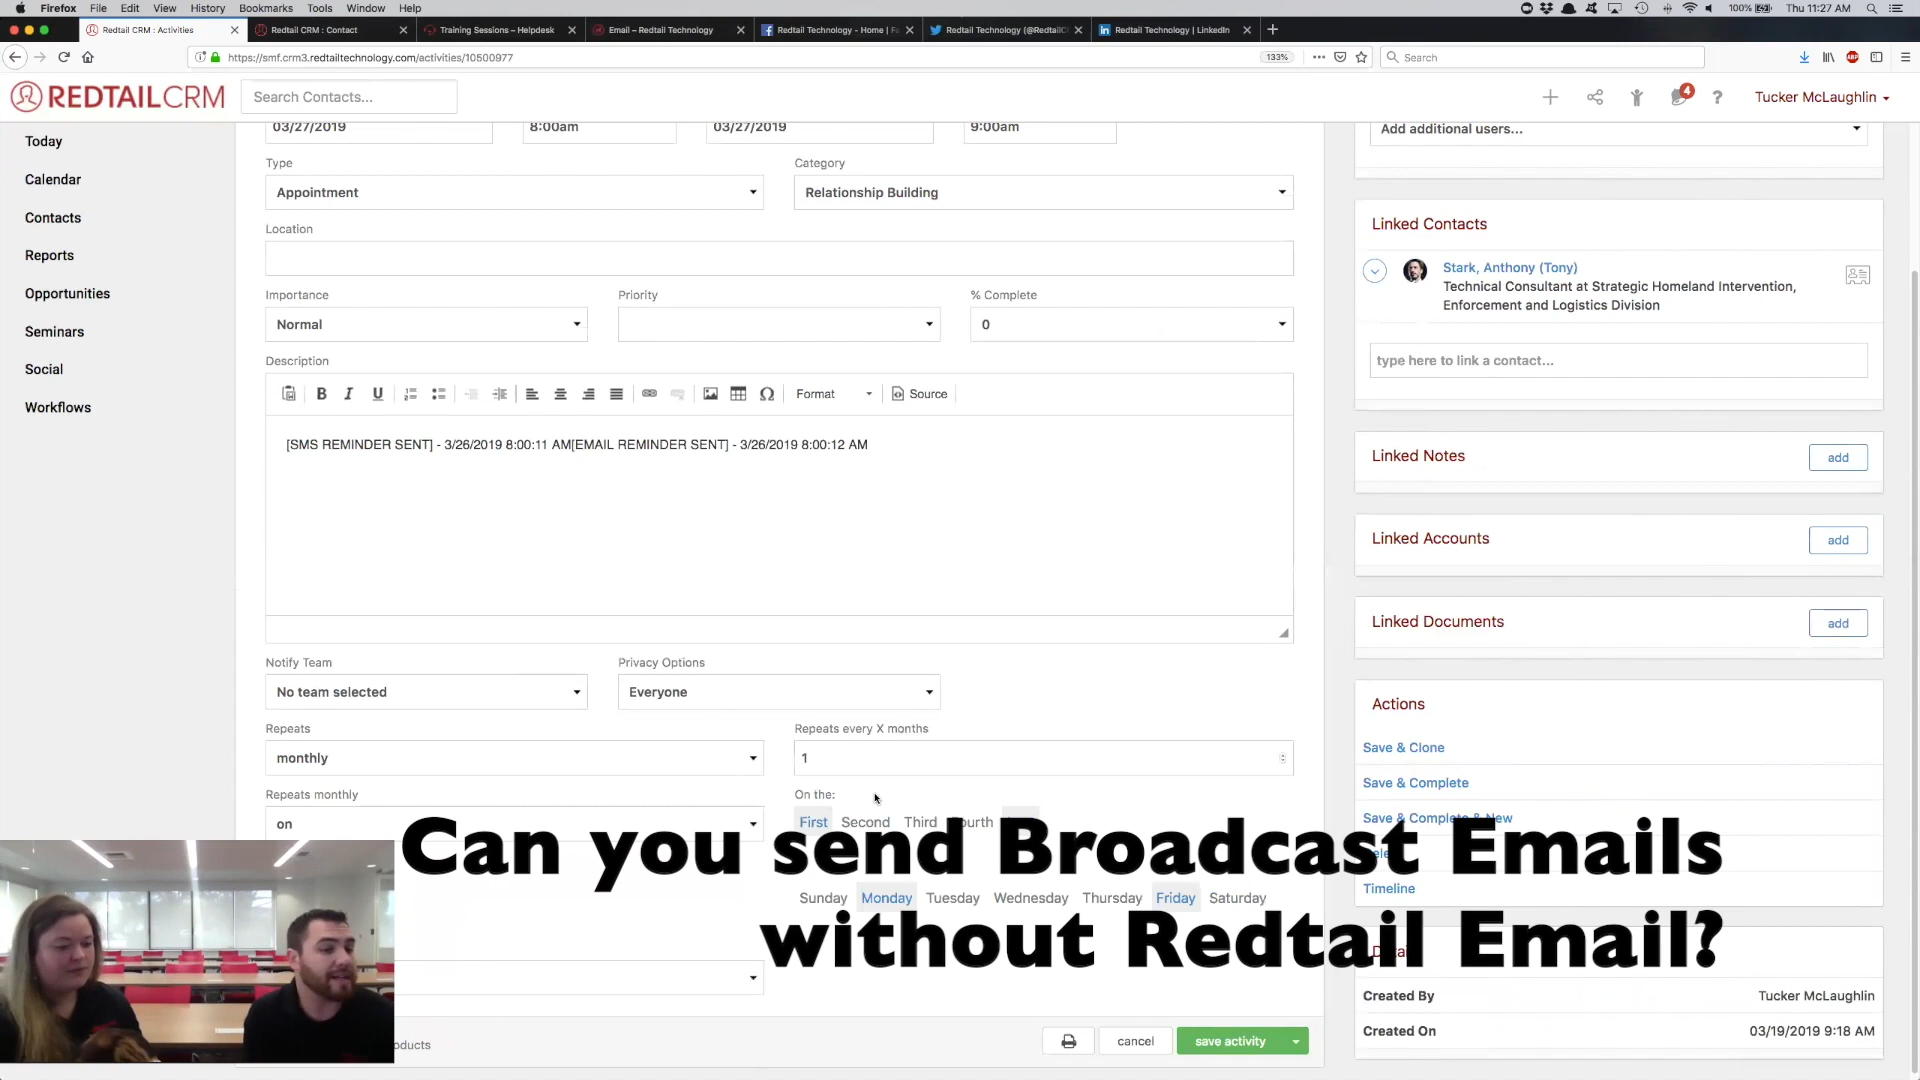 Firefox File Edit View History Bookmarks Tools Window Help 100% Thu 11:27 AM
Redtail CRM : Activities
Redtail CRM : Contact
Training Sessions – Helpdesk
Email – Redtail Technology
Redtail Technology - Home | Fa
Redtail Technology (@RedtailC
Redtail Technology | LinkedIn
https://smf.crm3.redtailtechnology.com/activities/10500977
133%
Search
REDTAILCRM
Search Contacts...
4
?
Tucker McLaughlin
Today
Calendar
Contacts
Reports
Opportunities
Seminars
Social
Workflows
03/27/2019 8:00am 03/27/2019 9:00am
Type
Category
Appointment
Relationship Building
Location
Importance
Priority
% Complete
Normal
0
Description
B I U Format Source
[SMS REMINDER SENT] - 3/26/2019 8:00:11 AM[EMAIL REMINDER SENT] - 3/26/2019 8:00:12 AM
Notify Team
Privacy Options
No team selected
Everyone
Repeats
Repeats every X months
monthly
1
Repeats monthly
On the:
on
First Second Third
Sunday Monday Tuesday Wednesday Thursday Friday Saturday
cancel
save activity
Add additional users...
Linked Contacts
Stark, Anthony (Tony)
Technical Consultant at Strategic Homeland Intervention,
Enforcement and Logistics Division
type here to link a contact...
Linked Notes
add
Linked Accounts
add
Linked Documents
add
Actions
Save & Clone
Save & Complete
Save & Complete & New
Timeline
Created By Tucker McLaughlin
Created On 03/19/2019 9:18 AM
Can you send Broadcast Emails
without Redtail Email?